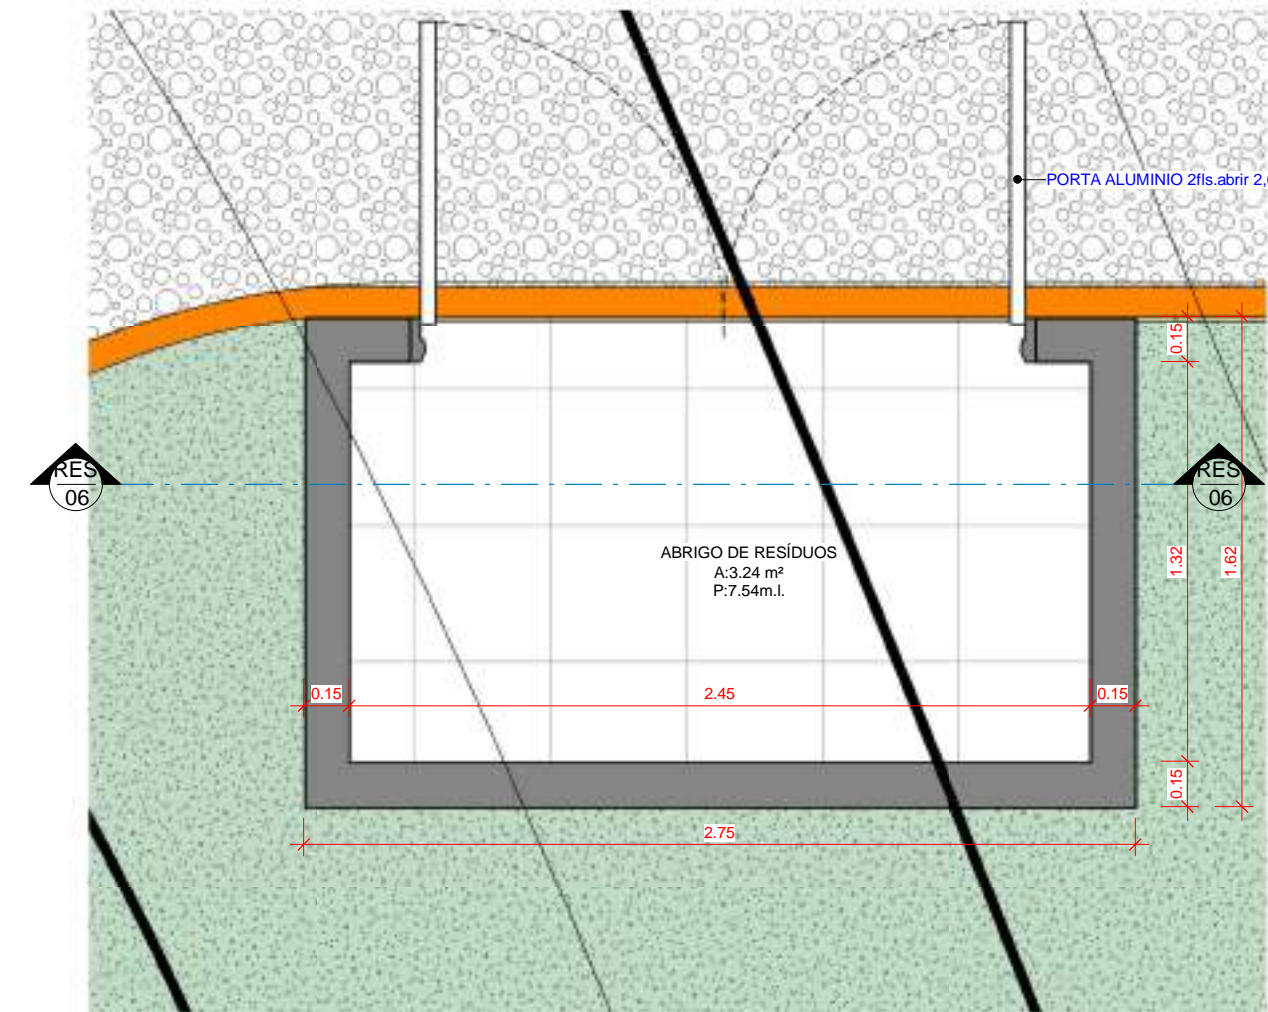 PORTA ALUMINIO 2fls.abrir 2,
0.15
RES
06
RES
06
ABRIGO DE RESÍDUOS
A:3.24 m²
P:7.54m.l.
1.32
1.62
0.15
2.45
0.15
0.15
2.75